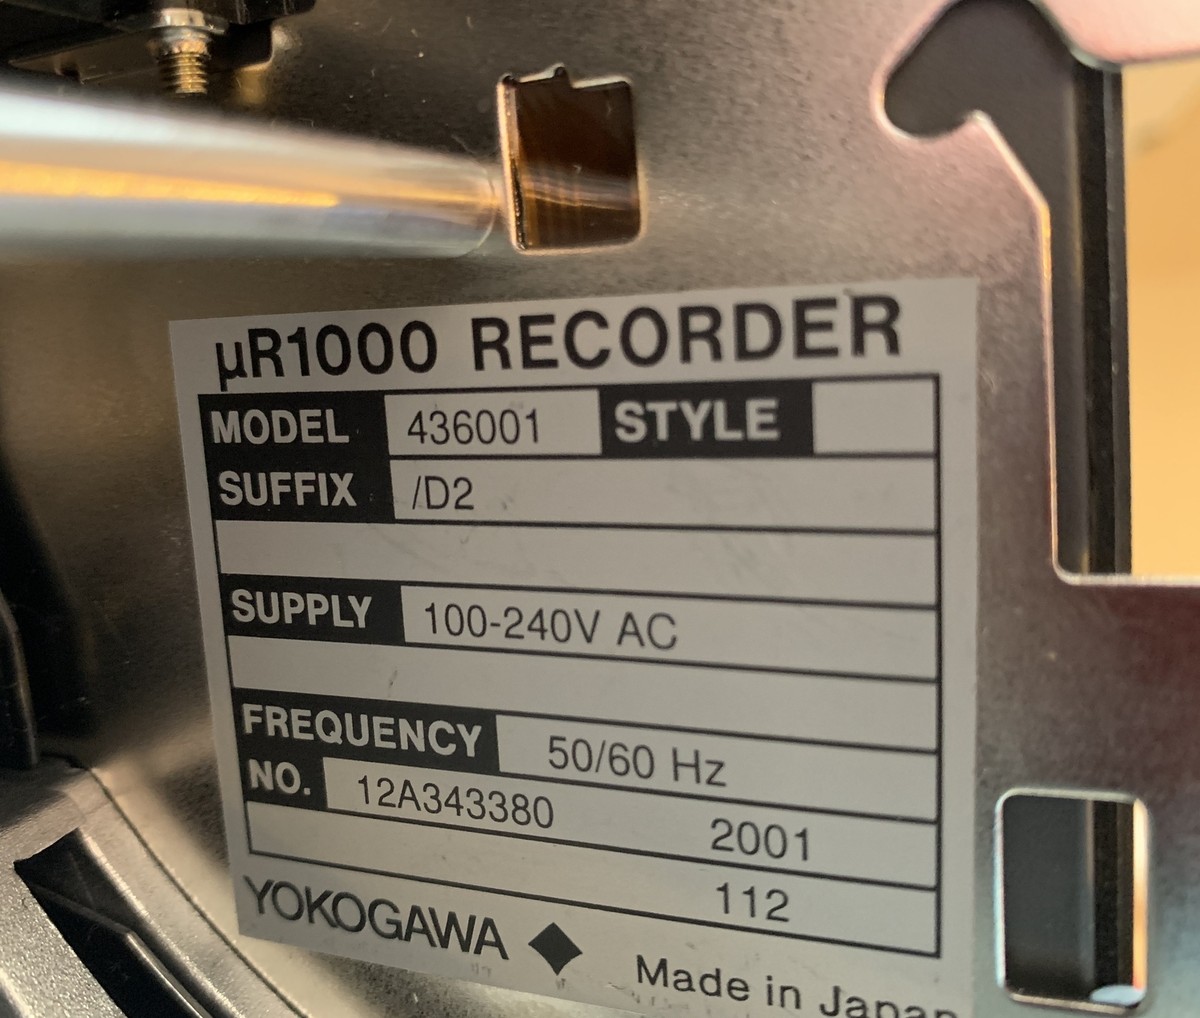 µR1000 RECORDER
MODEL 436001 STYLE
SUFFIX /D2
SUPPLY 100-240V AC
FREQUENCY 50/60 Hz
NO. 12A343380 2001
112
YOKOGAWA ◆ Made in Japan